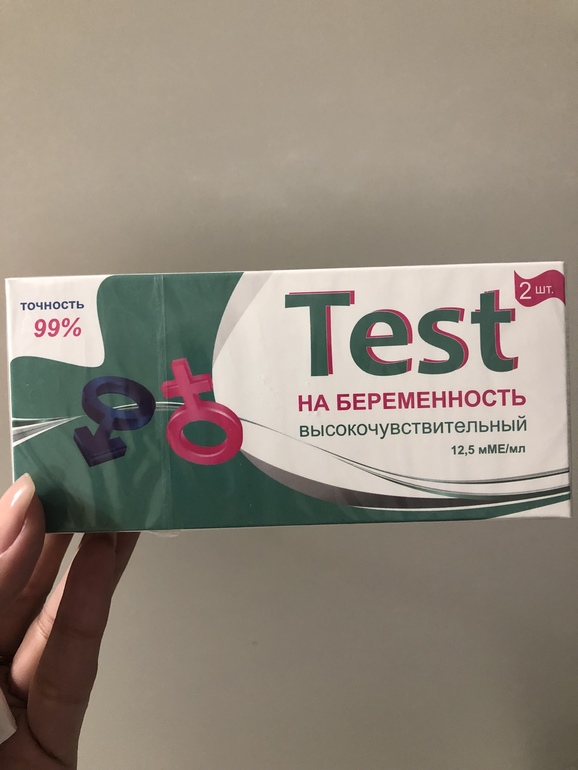 точность
99%
2 шт.
Test
НА БЕРЕМЕННОСТЬ
высокочувствительный
12,5 мМЕ/мл